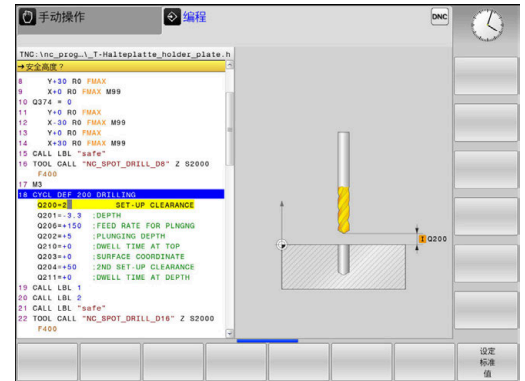 手动操作
编程
DNC
TNC:\nc_prog…\_T-Halteplatte_holder_plate.h
→安全高度？
8 Y+30 R0 FMAX
9 X+0 R0 FMAX M99
10 Q374 = 0
11 Y+0 R0 FMAX
12 X-30 R0 FMAX M99
13 Y+0 R0 FMAX
14 X+30 R0 FMAX M99
15 CALL LBL "safe"
16 TOOL CALL "NC_SPOT_DRILL_D8" Z S2000
F400
17 M3
18 CYCL DEF 200 DRILLING
Q200=2 SET-UP CLEARANCE
Q201=-3.3 ;DEPTH
Q206=+150 ;FEED RATE FOR PLNGNG
Q202=+5 ;PLUNGING DEPTH
Q210=+0 ;DWELL TIME AT TOP
Q203=+0 ;SURFACE COORDINATE
Q204=+50 ;2ND SET-UP CLEARANCE
Q211=+0 ;DWELL TIME AT DEPTH
19 CALL LBL 1
20 CALL LBL 2
21 CALL LBL "safe"
22 TOOL CALL "NC_SPOT_DRILL_D16" Z S2000
F400
Q200
设定
标准
值